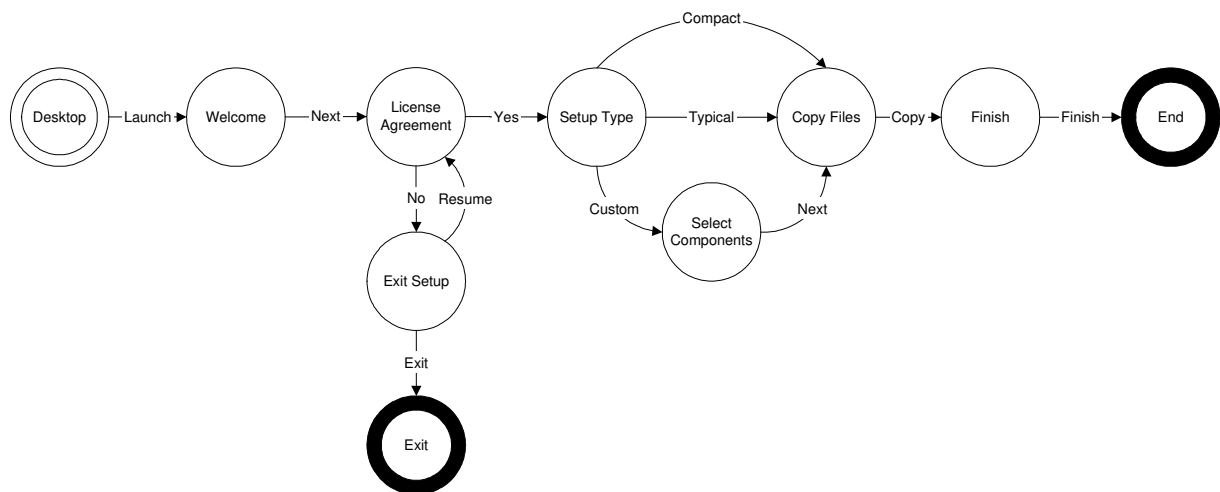 Compact
Desktop
Launch
Welcome
Next
License
Agreement
Yes
Setup Type
Typical
Copy Files
Copy
Finish
Finish
End
No
Resume
Custom
Select
Components
Next
Exit Setup
Exit
Exit